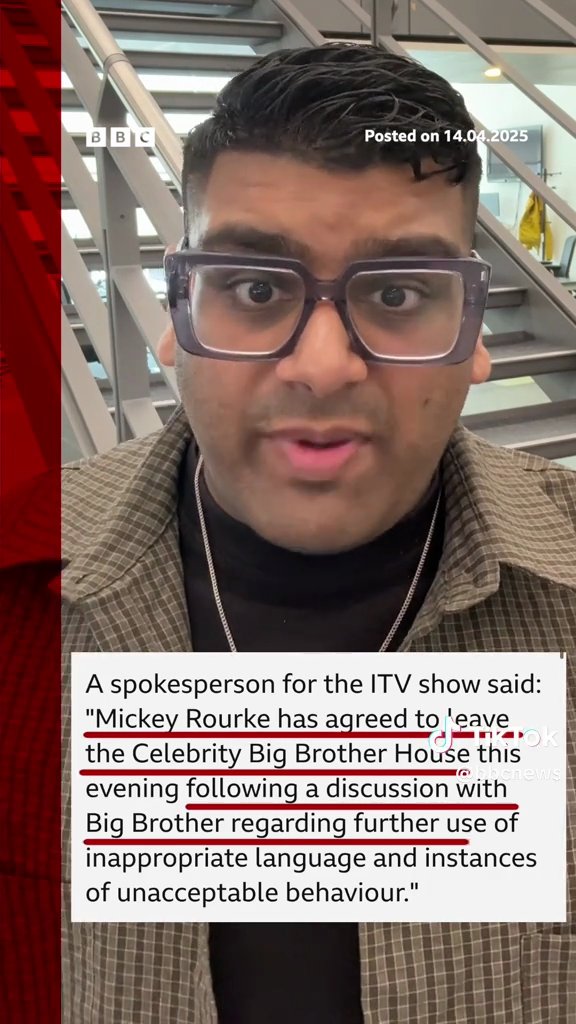 BBC
Posted on 14.04.2025
A spokesperson for the ITV show said:
"Mickey Rourke has agreed to leave
the Celebrity Big Brother House this
evening following a discussion with
Big Brother regarding further use of
inappropriate language and instances
of unacceptable behaviour."
TikTok
@bbcnews